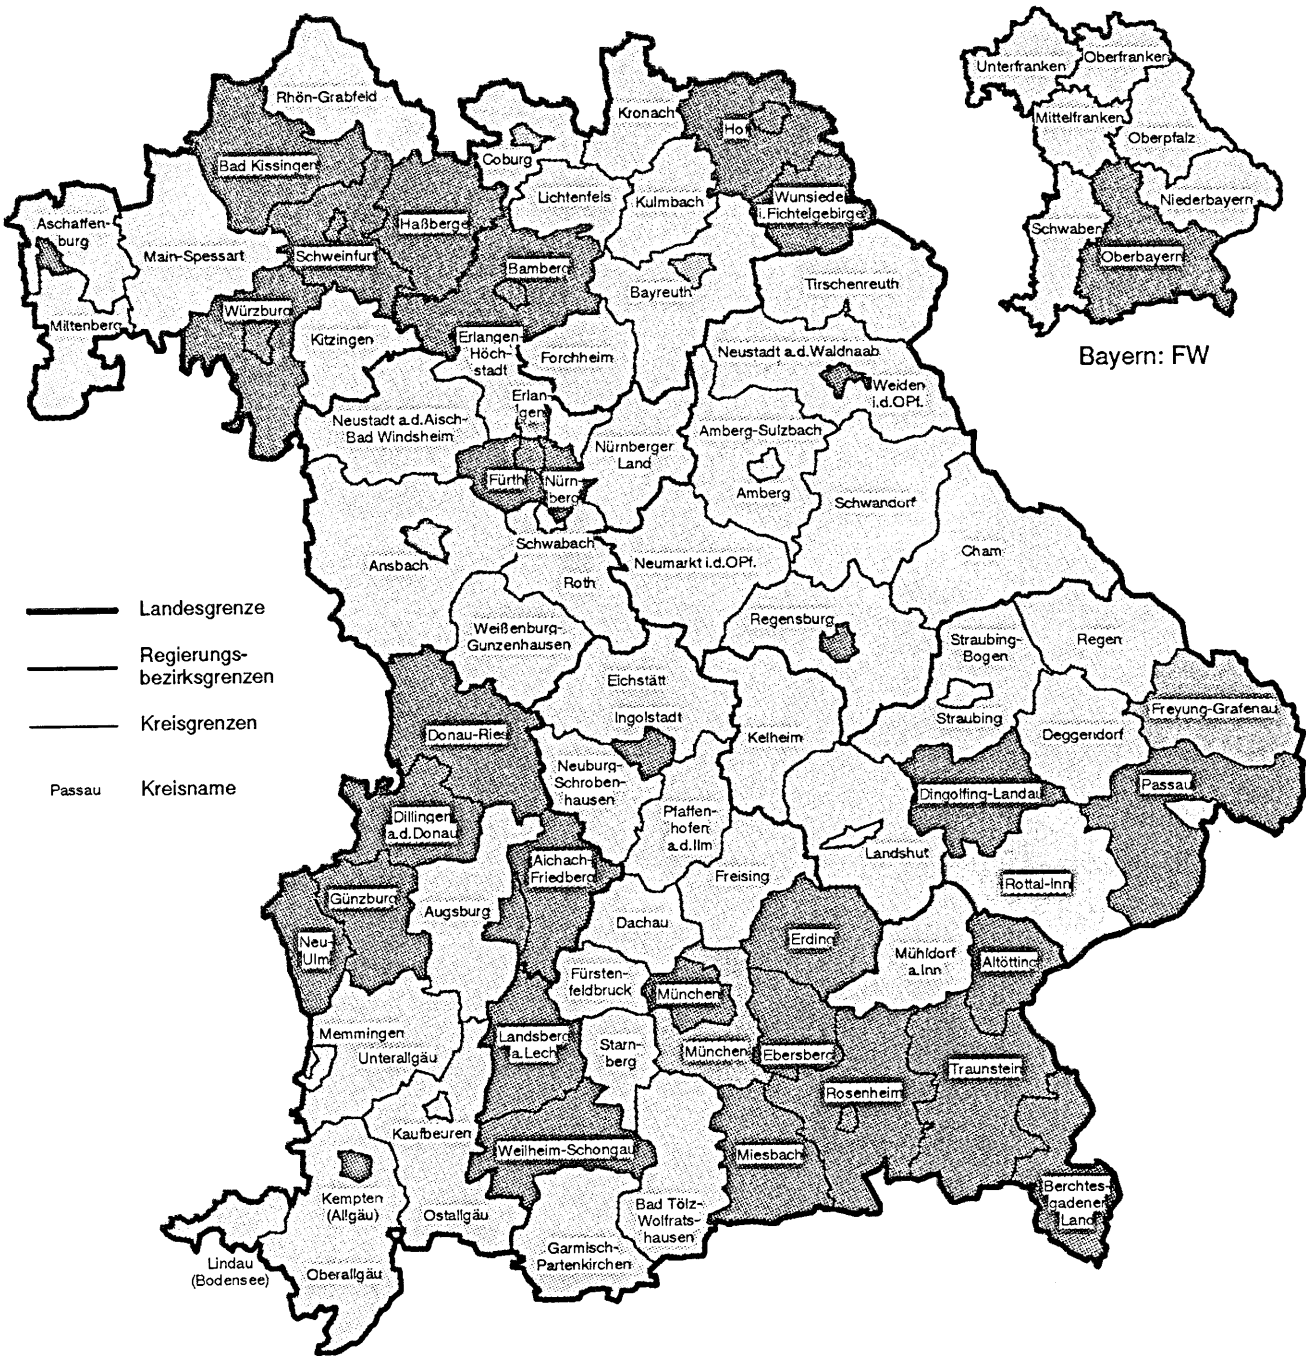 Unterfranken
Oberfranken
Mittelfranken
Oberpfalz
Niederbayern
Schwaben
Oberbayern
Bayern: FW
Rhön-Grabfeld
Bad Kissingen
Coburg
Kronach
Hof
Lichtenfels
Kulmbach
Wunsiedel
i.Fichtelgebirge
Aschaffen-
burg
Main-Spessart
Haßberge
Schweinfurt
Bamberg
Bayreuth
Tirschenreuth
Miltenberg
Würzburg
Kitzingen
Erlangen-
Höch-
stadt
Forchheim
Neustadt a.d.Waldnaab
Weiden
i.d.OPf.
Erlan-
gen
Neustadt a.d.Aisch-
Bad Windsheim
Nürnberger
Land
Amberg-Sulzbach
Amberg
Fürth
Nürn-
berg
Schwandorf
Schwabach
Ansbach
Roth
Neumarkt i.d.OPf.
Cham
Landesgrenze
Regierungs-
bezirksgrenzen
Kreisgrenzen
Passau
Kreisname
Weißenburg-
Gunzenhausen
Regensburg
Straubing-
Bogen
Regen
Eichstätt
Ingolstadt
Straubing
Freyung-Grafenau
Donau-Ries
Kelheim
Deggendorf
Neuburg-
Schroben-
hausen
Dingolfing-Landau
Passau
Dillingen
a.d.Donau
Pfaffen-
hofen
a.d.Ilm
Aichach-
Friedberg
Landshut
Freising
Rottal-Inn
Günzburg
Augsburg
Dachau
Erding
Neu-
Ulm
Mühldorf
a.Inn
Altötting
Fürsten-
feldbruck
München
Memmingen
Unterallgäu
Landsberg
a.Lech
Starn-
berg
München
Ebersberg
Traunstein
Rosenheim
Kaufbeuren
Weilheim-Schongau
Miesbach
Kempten
(Allgäu)
Ostallgäu
Bad Tölz-
Wolfrats-
hausen
Berchtes-
gadener
Land
Garmisch-
Partenkirchen
Lindau
(Bodensee)
Oberallgäu